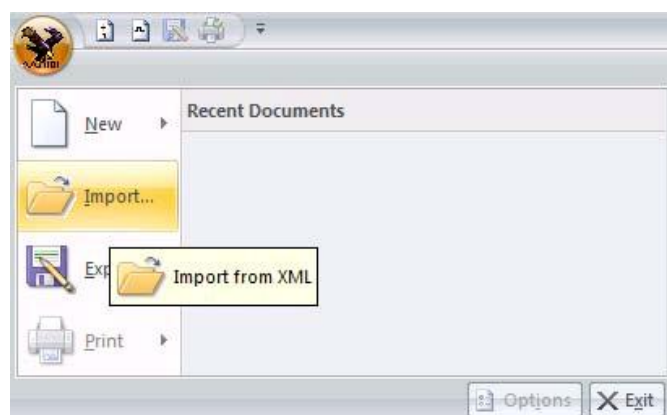 New
Recent Documents
Import...
Exp
Import from XML
Print
Options
Exit